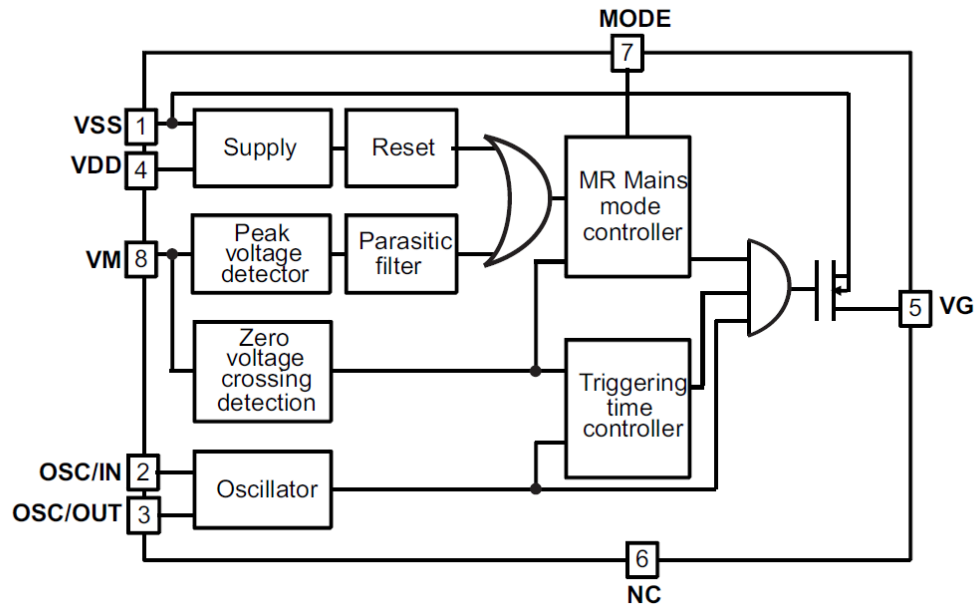 MODE
7
VSS
1
Supply
Reset
VDD
4
MR Mains
mode
controller
VM
8
Peak
voltage
detector
Parasitic
filter
5
VG
Zero
voltage
crossing
detection
Triggering
time
controller
OSC/IN
2
Oscillator
OSC/OUT
3
6
NC